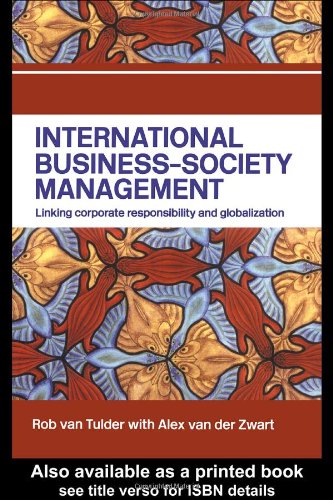 INTERNATIONAL
BUSINESS–SOCIETY
MANAGEMENT
Linking corporate responsibility and globalization
Rob van Tulder with Alex van der Zwart
Also available as a printed book
see title verso for ISBN details